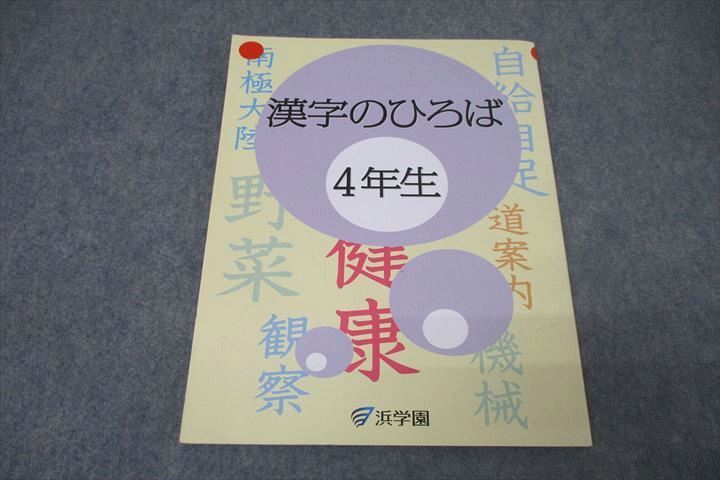 漢字のひろば
4年生
南極大陸
自給自足
野菜
道案内
健康
観察
機械
浜学園